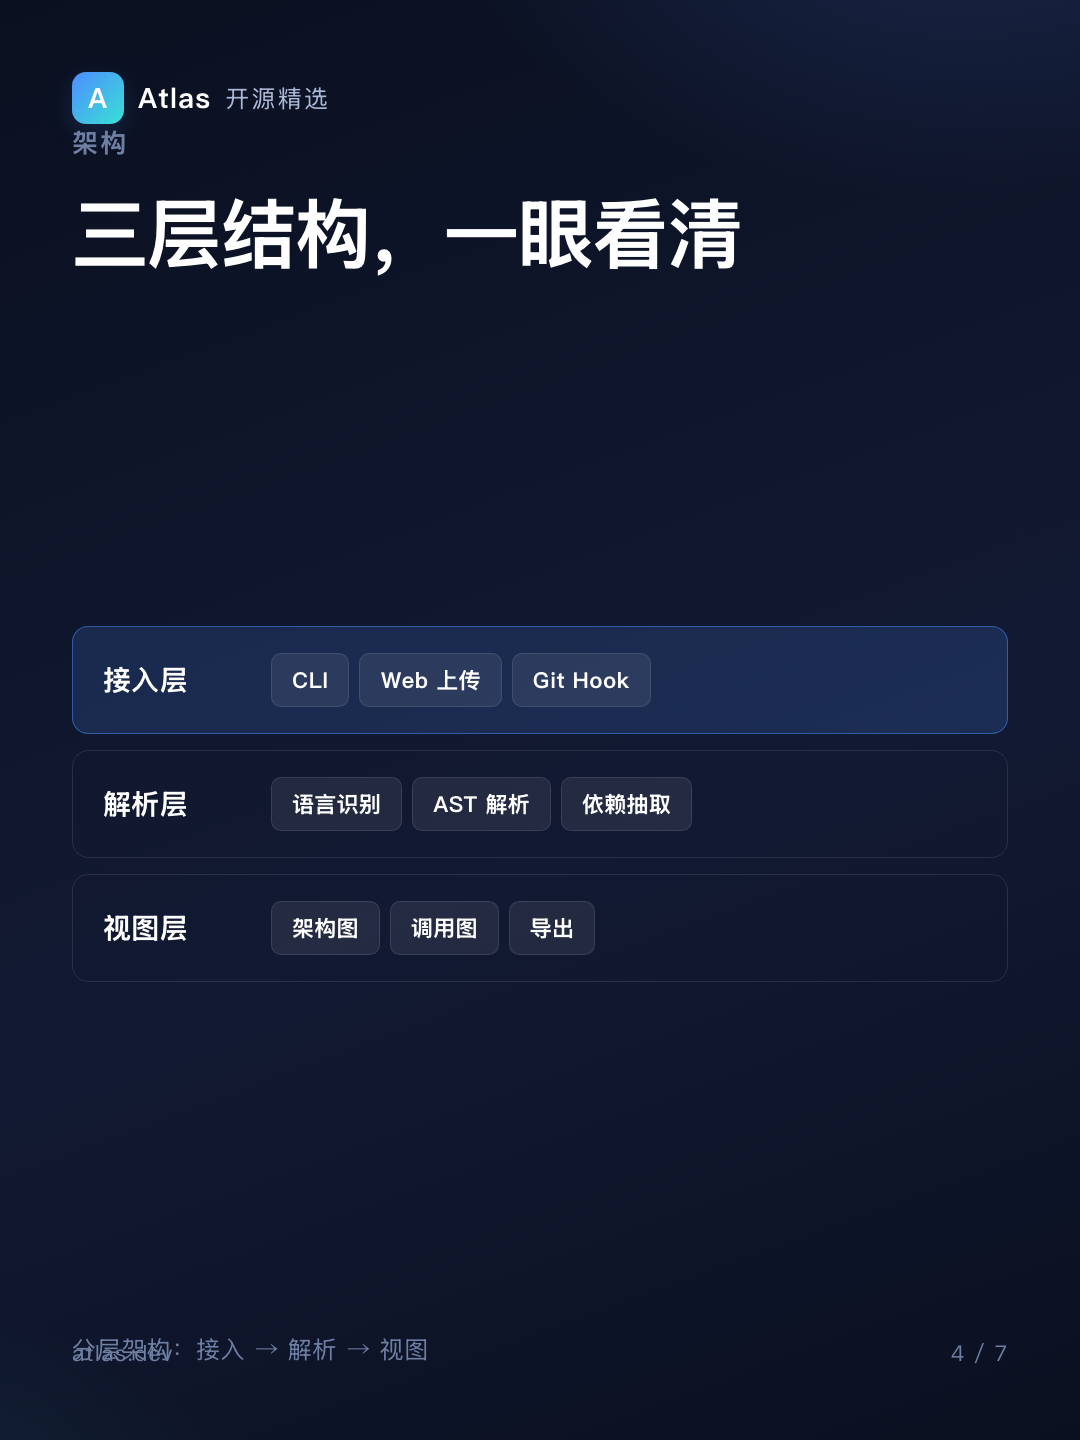 A Atlas 开源精选
架构
三层结构，一眼看清
接入层 CLI Web 上传 Git Hook
解析层 语言识别 AST 解析 依赖抽取
视图层 架构图 调用图 导出
分层架构：接入 → 解析 → 视图
atlas.dev 4 / 7